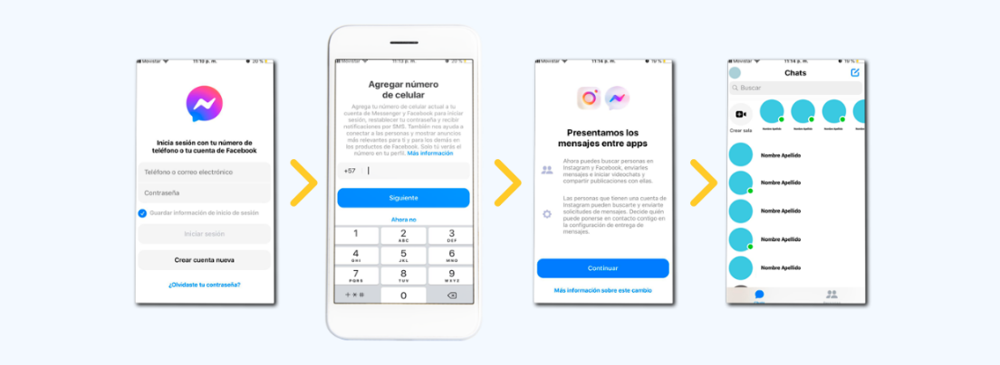 Movistar 11:10 p. m. 20 %
Inicia sesión con tu número de
teléfono o tu cuenta de Facebook
Teléfono o correo electrónico
Contraseña
Guardar información de inicio de sesión
Iniciar sesión
Crear cuenta nueva
¿Olvidaste tu contraseña?
Movistar 11:13 p. m. 20 %
Agregar número
de celular
Agrega tu número de celular actual a tu
cuenta de Messenger y Facebook para iniciar
sesión, restablecer tu contraseña y recibir
notificaciones por SMS. También nos ayuda a
conectar a las personas y mostrar anuncios
más relevantes para ti y para los demás en
los productos de Facebook. Solo tú verás el
número en tu perfil. Más información
+57
Siguiente
Ahora no
1 2 3
ABC DEF
4 5 6
GHI JKL MNO
7 8 9
PQRS TUV WXYZ
+ * # 0
Movistar 11:14 p. m. 19 %
Presentamos los
mensajes entre apps
Ahora puedes buscar personas en
Instagram y Facebook, enviarles
mensajes e iniciar videochats y
compartir publicaciones con ellas.
Las personas que tienen una cuenta de
Instagram pueden buscarte y enviarte
solicitudes de mensajes. Decide quién
puede ponerse en contacto contigo en
la configuración de entrega de
mensajes.
Continuar
Más información sobre este cambio
Movistar 11:14 p. m. 19 %
Chats
Buscar
Crear sala Nombre Apellido Nombre Apellido Nombre Apellido
Nombre Apellido
Nombre Apellido
Nombre Apellido
Nombre Apellido
Nombre Apellido
Chats